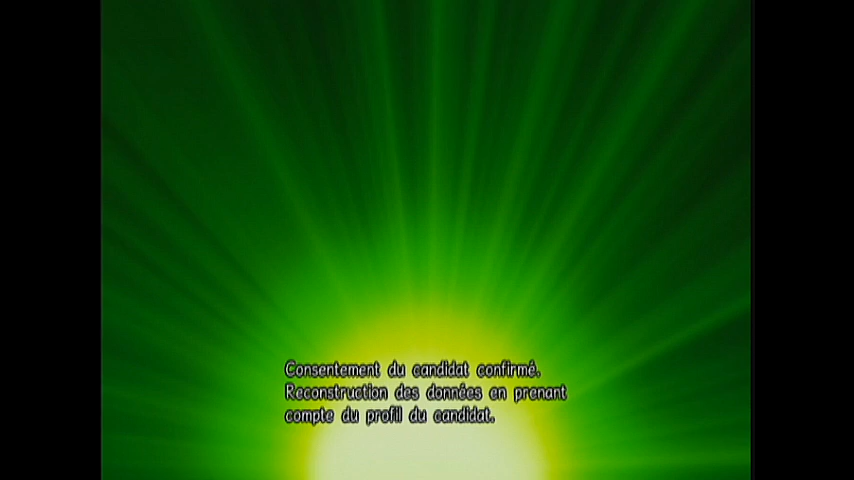 Consentement du candidat confirmé.
Reconstruction des données en prenant
compte du profil du candidat.